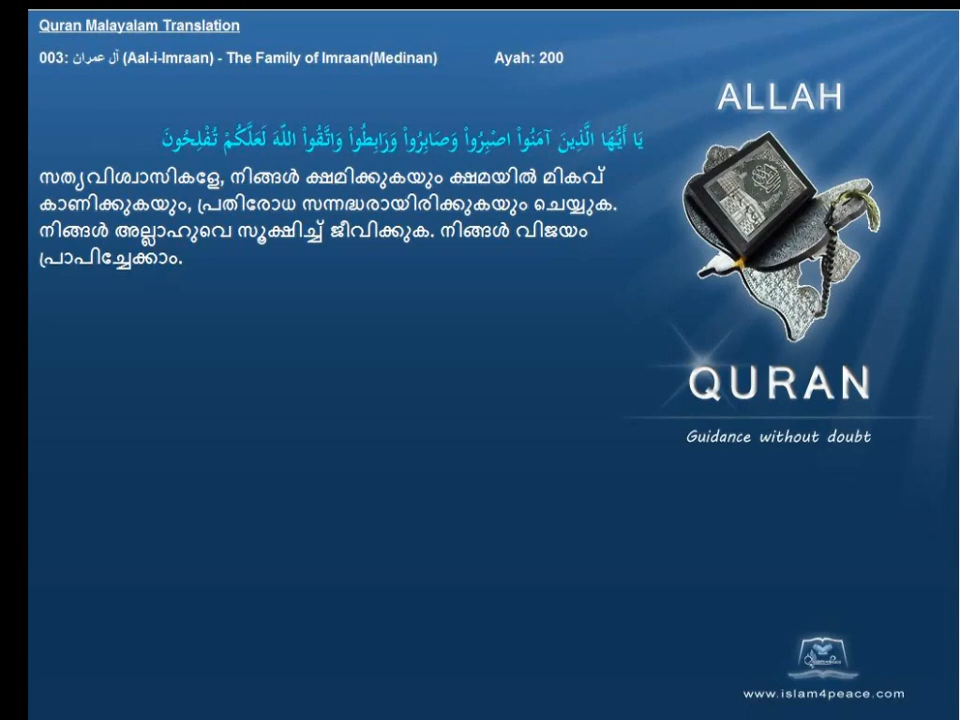 Quran Malayalam Translation
003: آل عمران (Aal-i-Imraan) - The Family of Imraan(Medinan) Ayah: 200
ALLAH
يَا أَيُّهَا الَّذِينَ آمَنُواْ اصْبِرُواْ وَصَابِرُواْ وَرَابِطُواْ وَاتَّقُواْ اللّهَ لَعَلَّكُمْ تُفْلِحُونَ
സത്യവിശ്വാസികളേ, നിങ്ങള്‍ ക്ഷമിക്കുകയും ക്ഷമയില്‍ മികവ്
കാണിക്കുകയും, പ്രതിരോധ സന്നദ്ധരായിരിക്കുകയും ചെയ്യുക.
നിങ്ങള്‍ അല്ലാഹുവെ സൂക്ഷിച്ച്‌ ജീവിക്കുക. നിങ്ങള്‍ വിജയം
പ്രാപിച്ചേക്കാം.
QURAN
Guidance without doubt
www.islam4peace.com